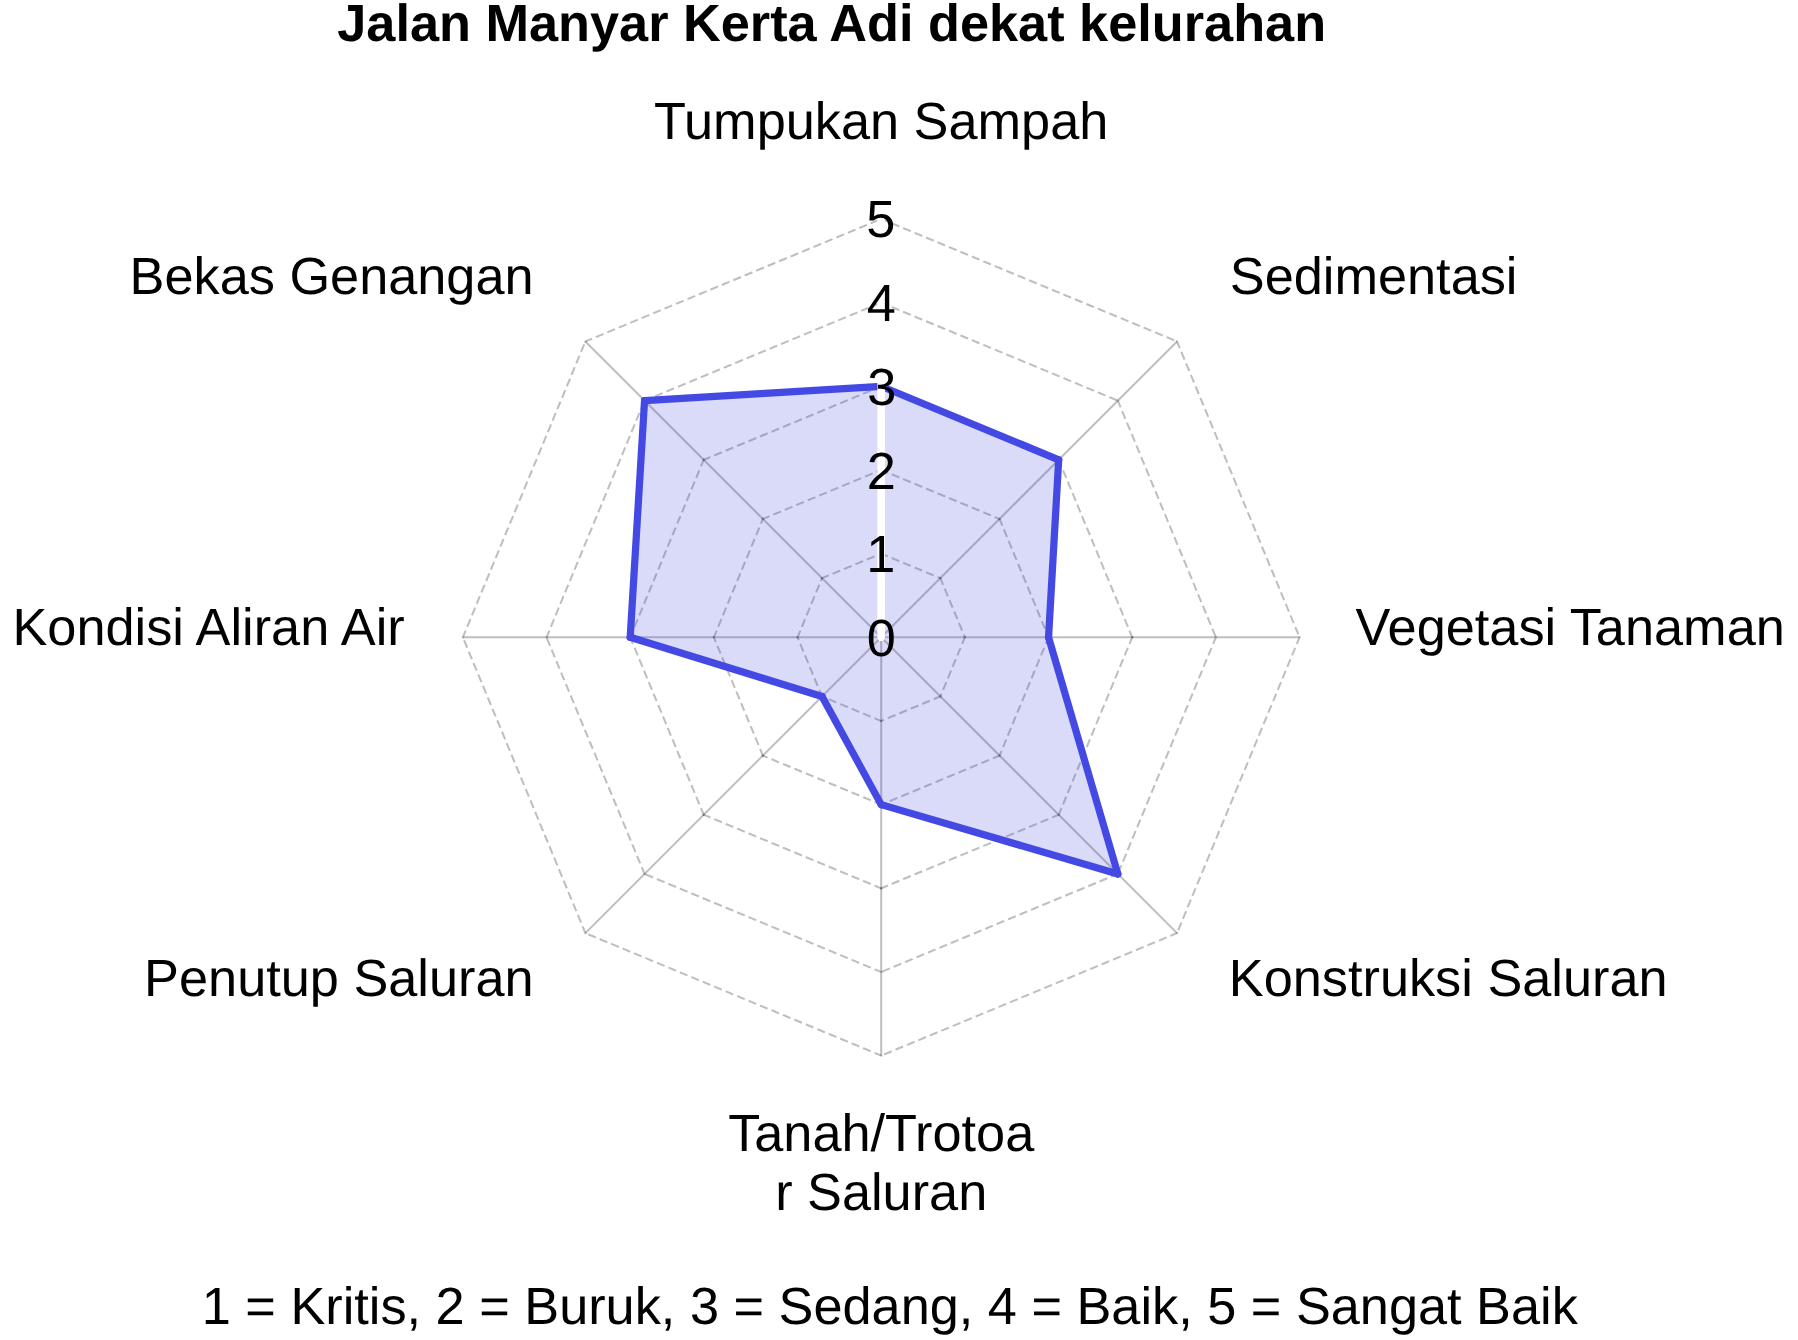 Jalan Manyar Kerta Adi dekat kelurahan
Tumpukan Sampah
5
Bekas Genangan
Sedimentasi
4
3
2
1
Kondisi Aliran Air
0
Vegetasi Tanaman
Penutup Saluran
Konstruksi Saluran
Tanah/Trotoa
r Saluran
1 = Kritis, 2 = Buruk, 3 = Sedang, 4 = Baik, 5 = Sangat Baik